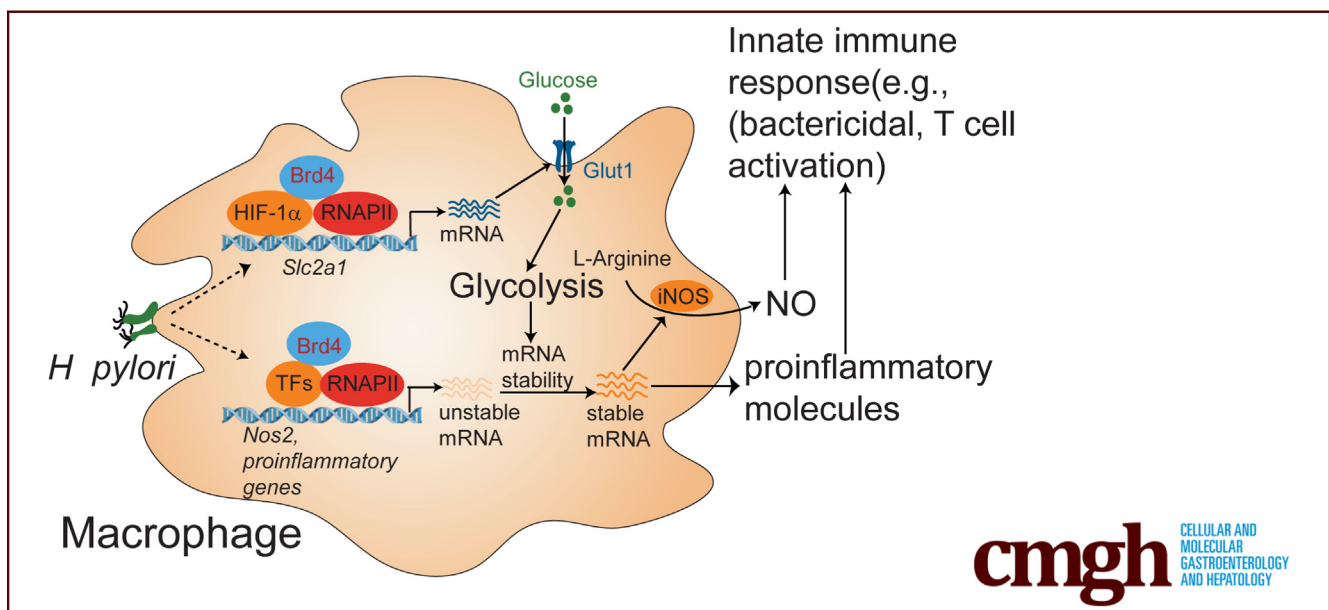 Innate immune
response(e.g.,
(bactericidal, T cell
activation)
Glucose
Glut1
Brd4
HIF-1α
RNAPII
mRNA
Slc2a1
L-Arginine
Glycolysis
iNOS
NO
H pylori
Brd4
TFs
RNAPII
mRNA
stability
unstable
mRNA
stable
mRNA
proinflammatory
molecules
Nos2,
proinflammatory
genes
Macrophage
cmgh
CELLULAR AND
MOLECULAR
GASTROENTEROLOGY
AND HEPATOLOGY